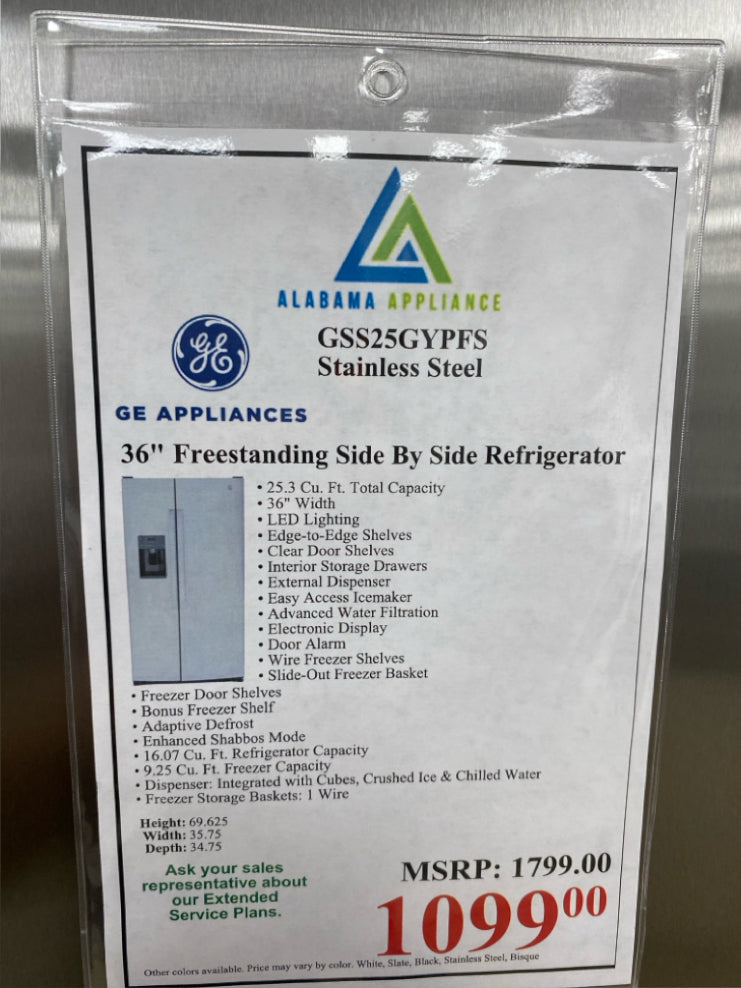 ALABAMA APPLIANCE
GE
GE APPLIANCES
GSS25GYPFS
Stainless Steel
36" Freestanding Side By Side Refrigerator
• 25.3 Cu. Ft. Total Capacity
• 36" Width
• LED Lighting
• Edge-to-Edge Shelves
• Clear Door Shelves
• Interior Storage Drawers
• External Dispenser
• Easy Access Icemaker
• Advanced Water Filtration
• Electronic Display
• Door Alarm
• Wire Freezer Shelves
• Slide-Out Freezer Basket
• Freezer Door Shelves
• Bonus Freezer Shelf
• Adaptive Defrost
• Enhanced Shabbos Mode
• 16.07 Cu. Ft. Refrigerator Capacity
• 9.25 Cu. Ft. Freezer Capacity
• Dispenser: Integrated with Cubes, Crushed Ice & Chilled Water
• Freezer Storage Baskets: 1 Wire
Height: 69.625
Width: 35.75
Depth: 34.75
Ask your sales
representative about
our Extended
Service Plans.
MSRP: 1799.00
1099 00
Other colors available. Price may vary by color. White, Slate, Black, Stainless Steel, Bisque